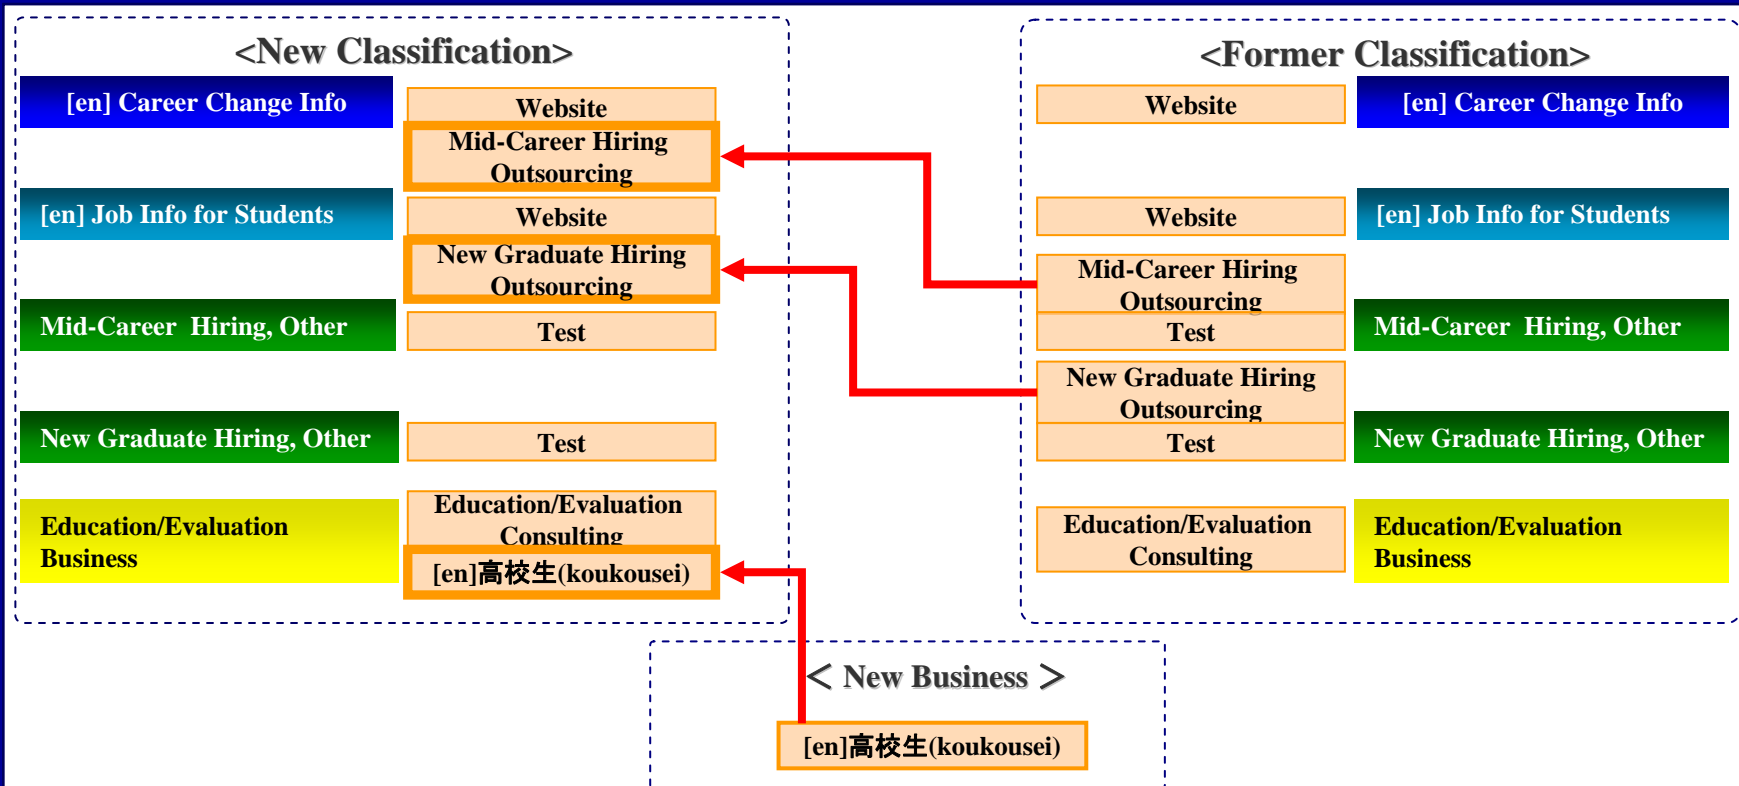 <New Classification>
[en] Career Change Info
Website
Mid-Career Hiring
Outsourcing
[en] Job Info for Students
Website
New Graduate Hiring
Outsourcing
Mid-Career Hiring, Other
Test
New Graduate Hiring, Other
Test
Education/Evaluation
Business
Education/Evaluation
Consulting
[en]高校生(koukousei)
<Former Classification>
Website
[en] Career Change Info
Website
[en] Job Info for Students
Mid-Career Hiring
Outsourcing
Test
Mid-Career Hiring, Other
New Graduate Hiring
Outsourcing
Test
New Graduate Hiring, Other
Education/Evaluation
Consulting
Education/Evaluation
Business
＜ New Business ＞
[en]高校生(koukousei)